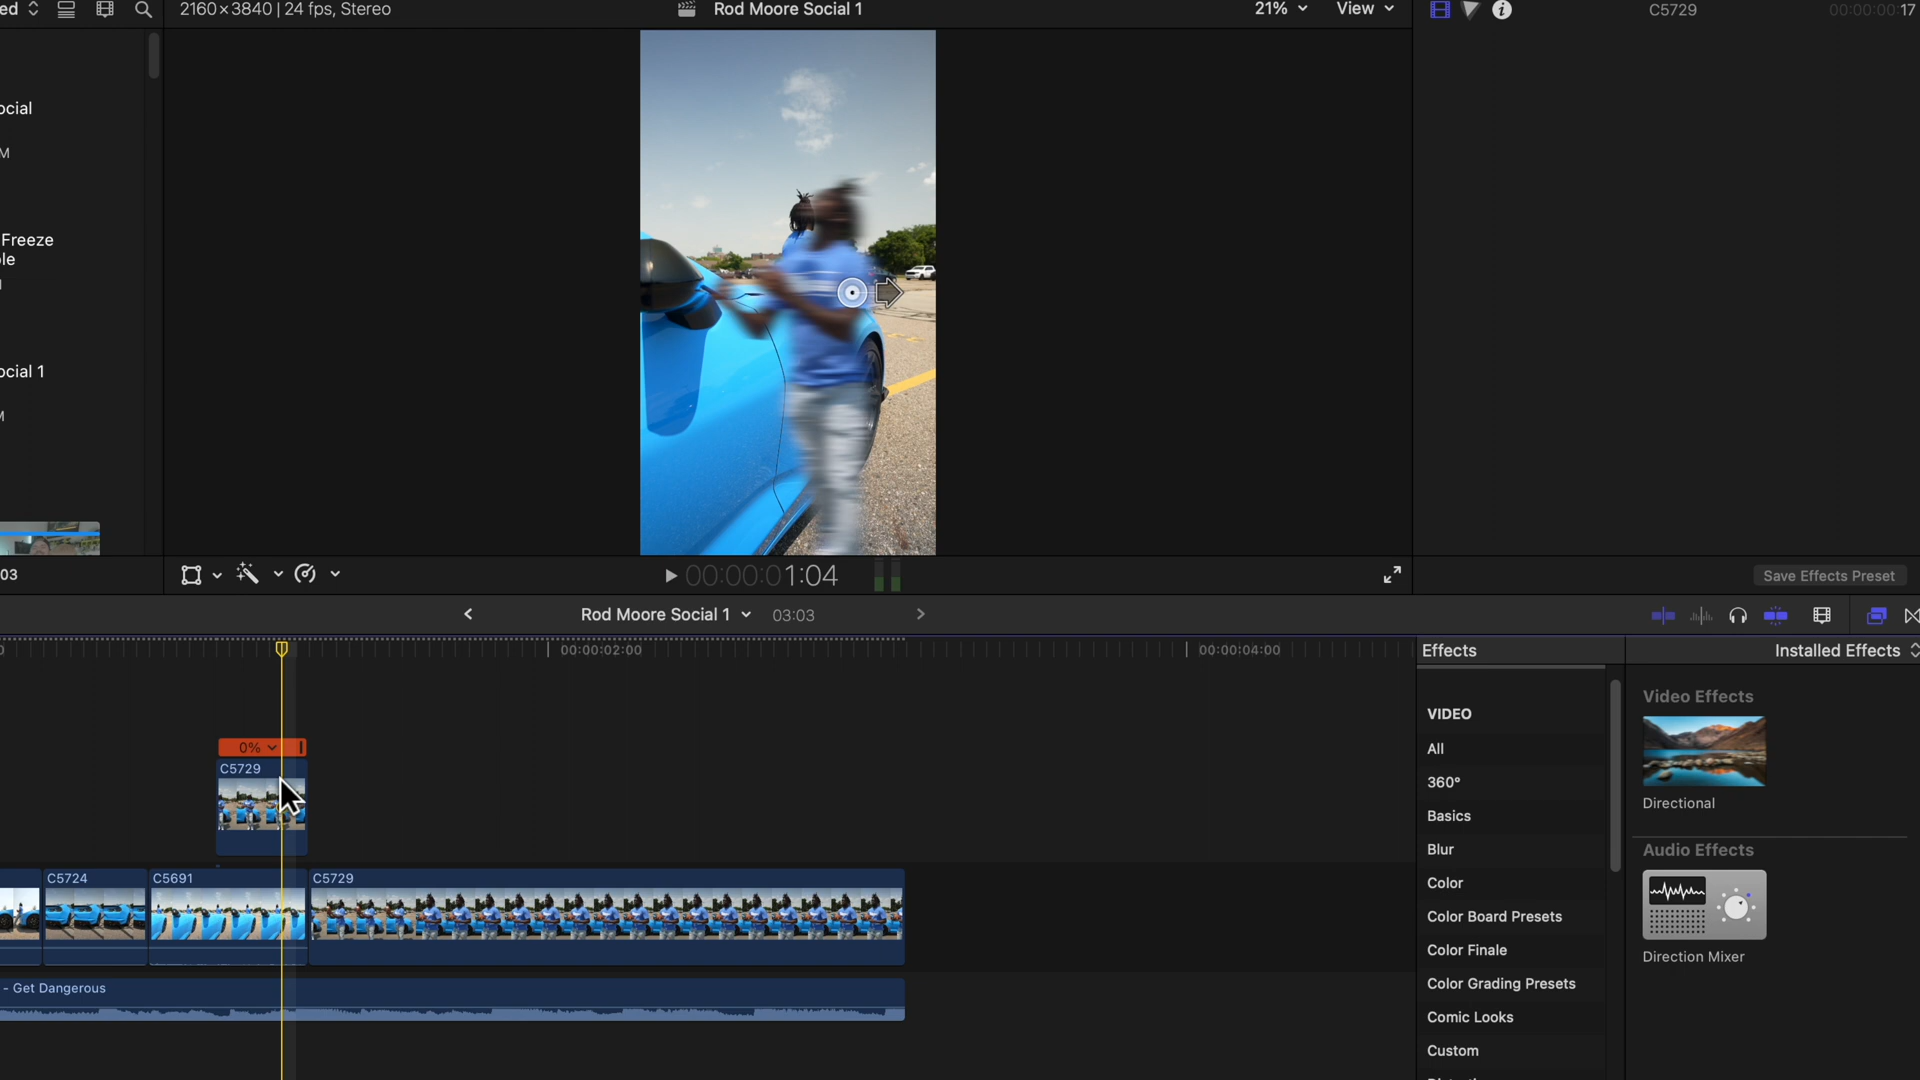 ed
2160×3840 | 24 fps, Stereo
Rod Moore Social 1
21%
View
C5729
00:00:00:17
ocial
M
Freeze
le
ocial 1
M
03
00:00:01:04
Save Effects Preset
Rod Moore Social 1
03:03
00:00:02:00
00:00:04:00
Effects
Installed Effects
VIDEO
All
360°
Basics
Blur
Color
Color Board Presets
Color Finale
Color Grading Presets
Comic Looks
Custom
Video Effects
Directional
Audio Effects
Direction Mixer
0%
C5729
C5724
C5691
C5729
- Get Dangerous